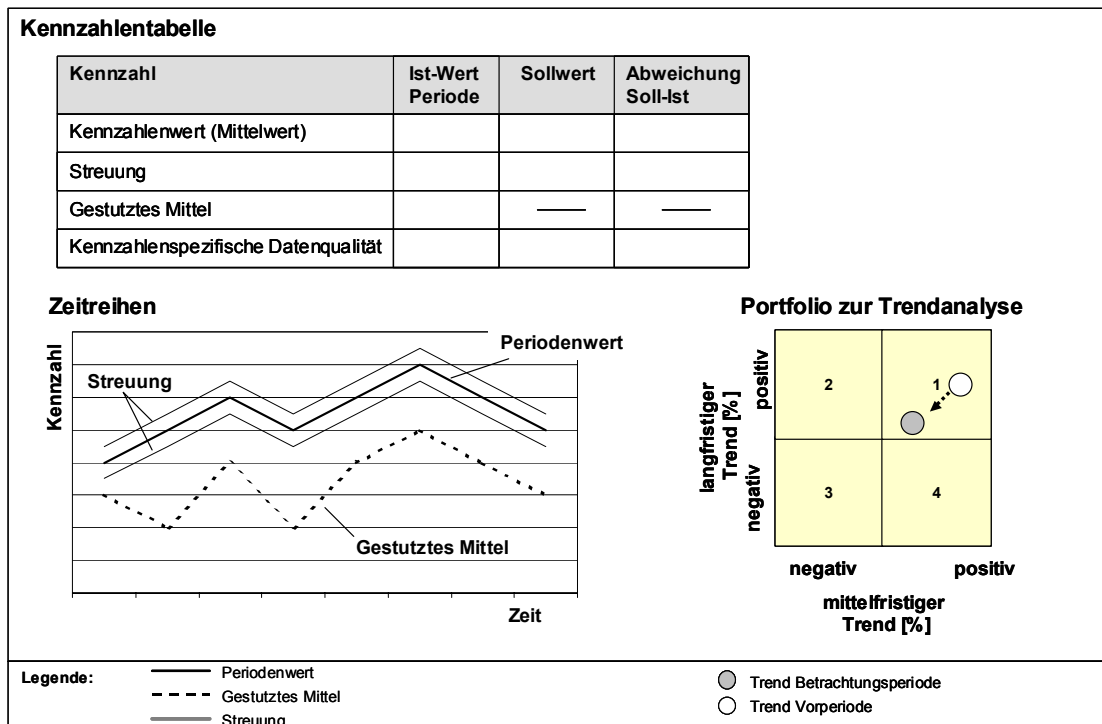 Kennzahlentabelle
Kennzahl
Ist-Wert Periode
Sollwert
Abweichung Soll-Ist
Kennzahlenwert (Mittelwert)
Streuung
Gestutztes Mittel
Kennzahlenspezifische Datenqualität
Zeitreihen
Kennzahl
Streuung
Periodenwert
Gestutztes Mittel
Zeit
Portfolio zur Trendanalyse
langfristiger
Trend [%]
positiv
negativ
2
1
3
4
negativ
positiv
mittelfristiger
Trend [%]
Legende:
Periodenwert
Gestutztes Mittel
Streuung
Trend Betrachtungsperiode
Trend Vorperiode